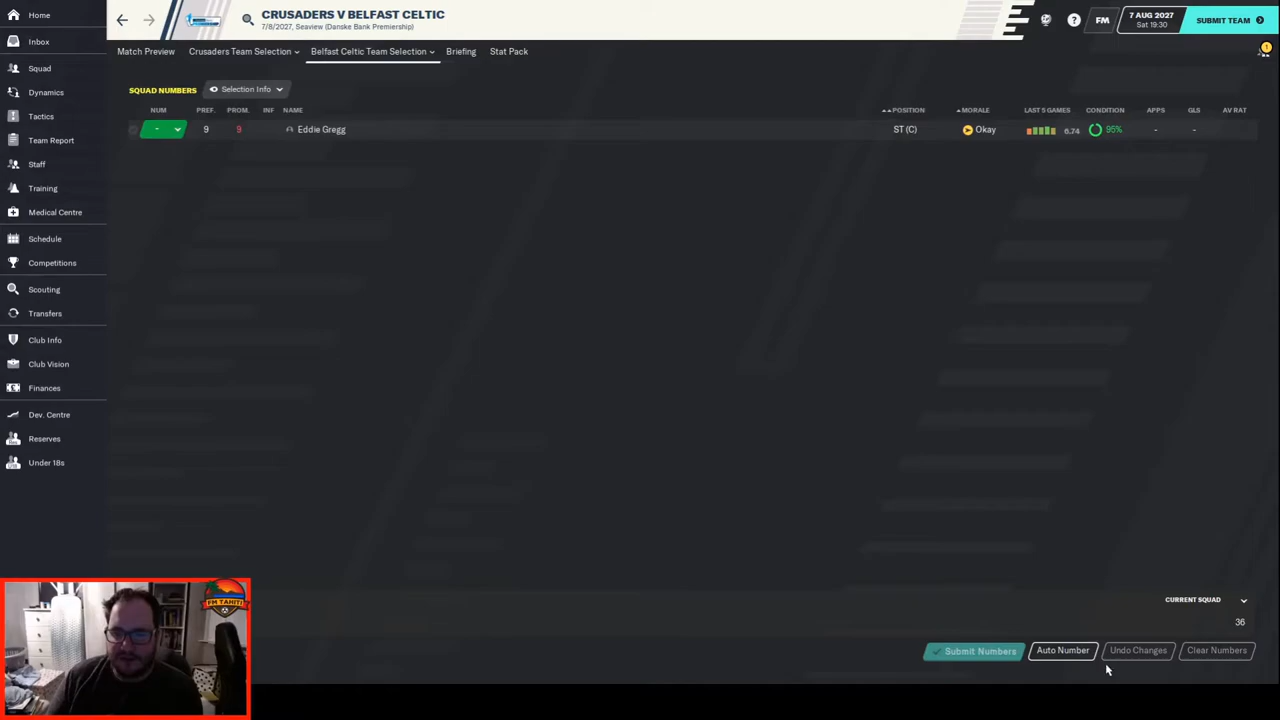 CRUSADERS V BELFAST CELTIC
7/8/2027, Seaview (Danske Bank Premiership)
FM
7 AUG 2027
Sat 19:30
SUBMIT TEAM
1
Home
Inbox
Squad
Dynamics
Tactics
Team Report
Staff
Training
Medical Centre
Schedule
Competitions
Scouting
Transfers
Club Info
Club Vision
Finances
Dev. Centre
Reserves
Under 18s
Match Preview Crusaders Team Selection Belfast Celtic Team Selection Briefing Stat Pack
SQUAD NUMBERS Selection Info
NUM PREF. PROM. INF NAME POSITION MORALE LAST 5 GAMES CONDITION APPS GLS AV RAT
- 9 9 Eddie Gregg ST (C) Okay 6.74 95% - -
CURRENT SQUAD
36
Submit Numbers Auto Number Undo Changes Clear Numbers
FM TAHITI